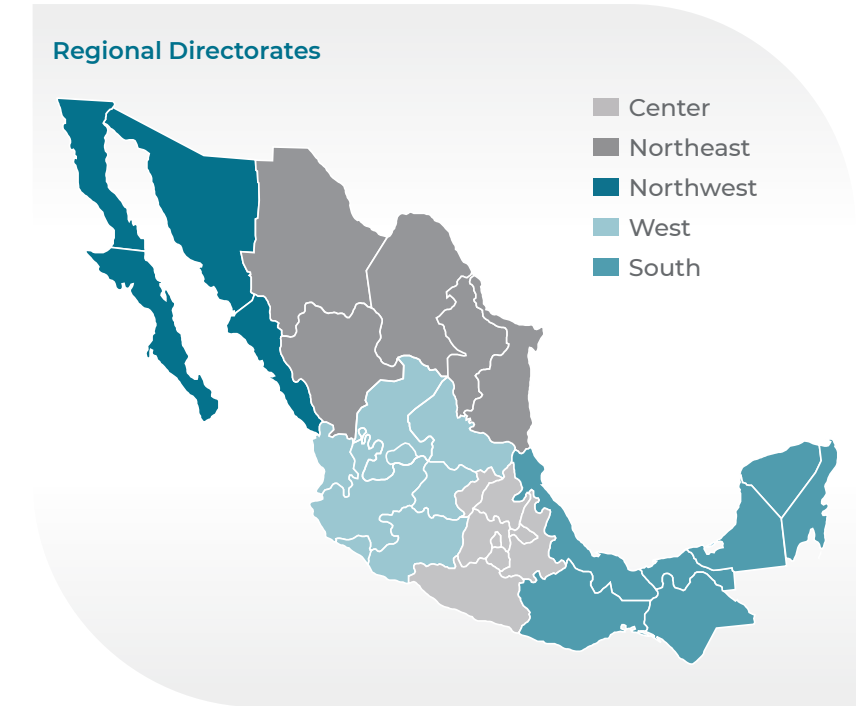 Regional Directorates
Center
Northeast
Northwest
West
South